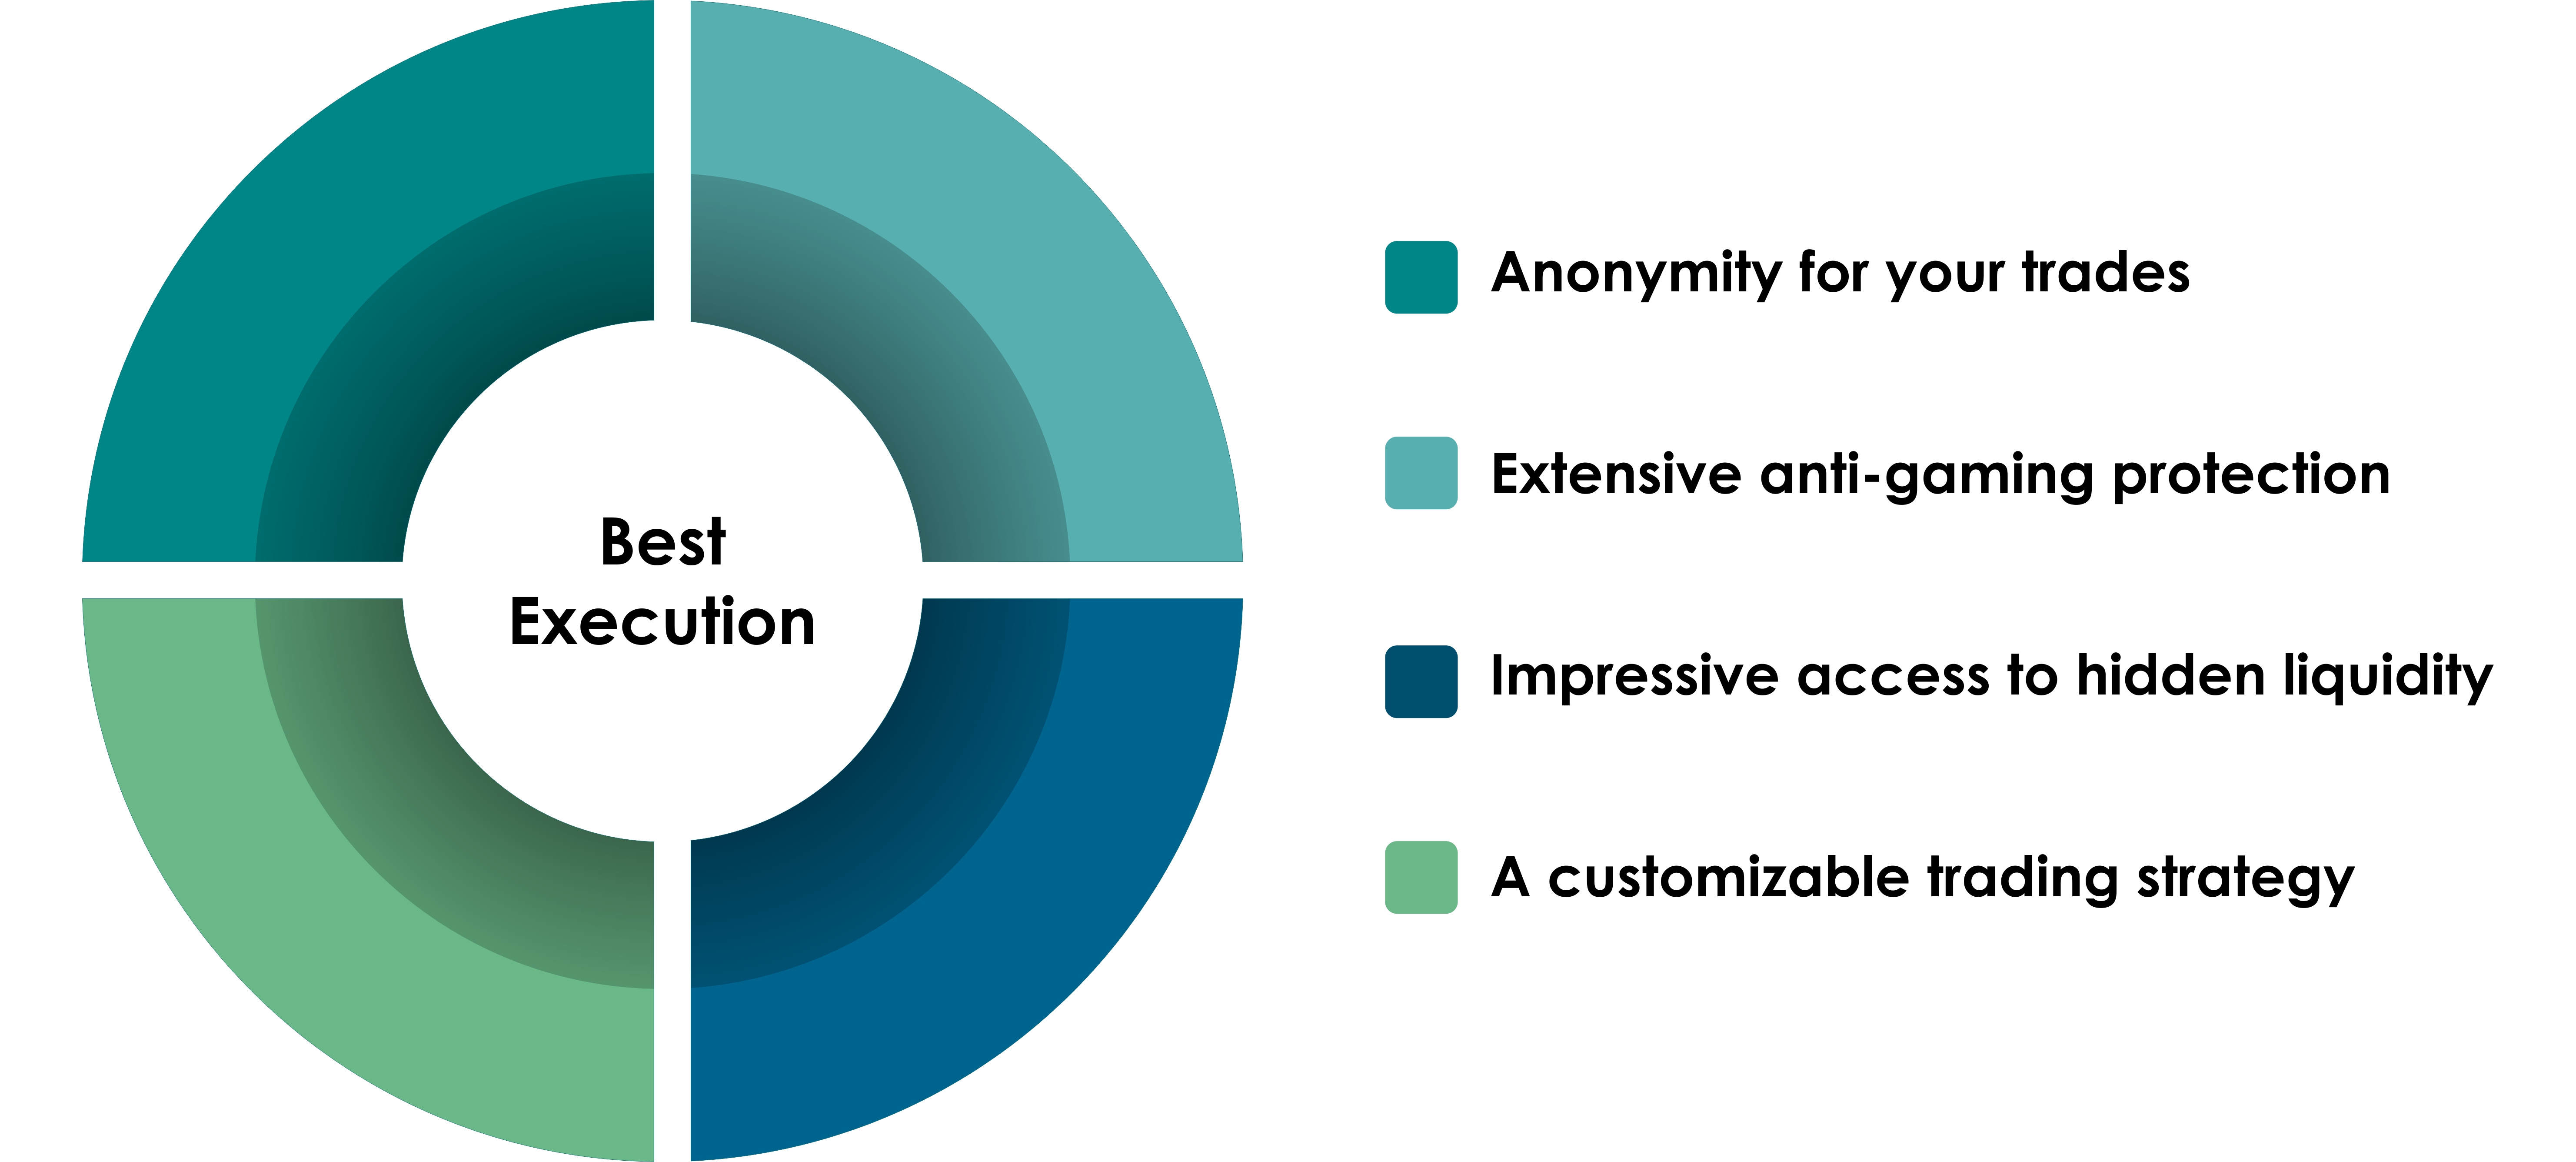 Best
Execution
Anonymity for your trades
Extensive anti-gaming protection
Impressive access to hidden liquidity
A customizable trading strategy